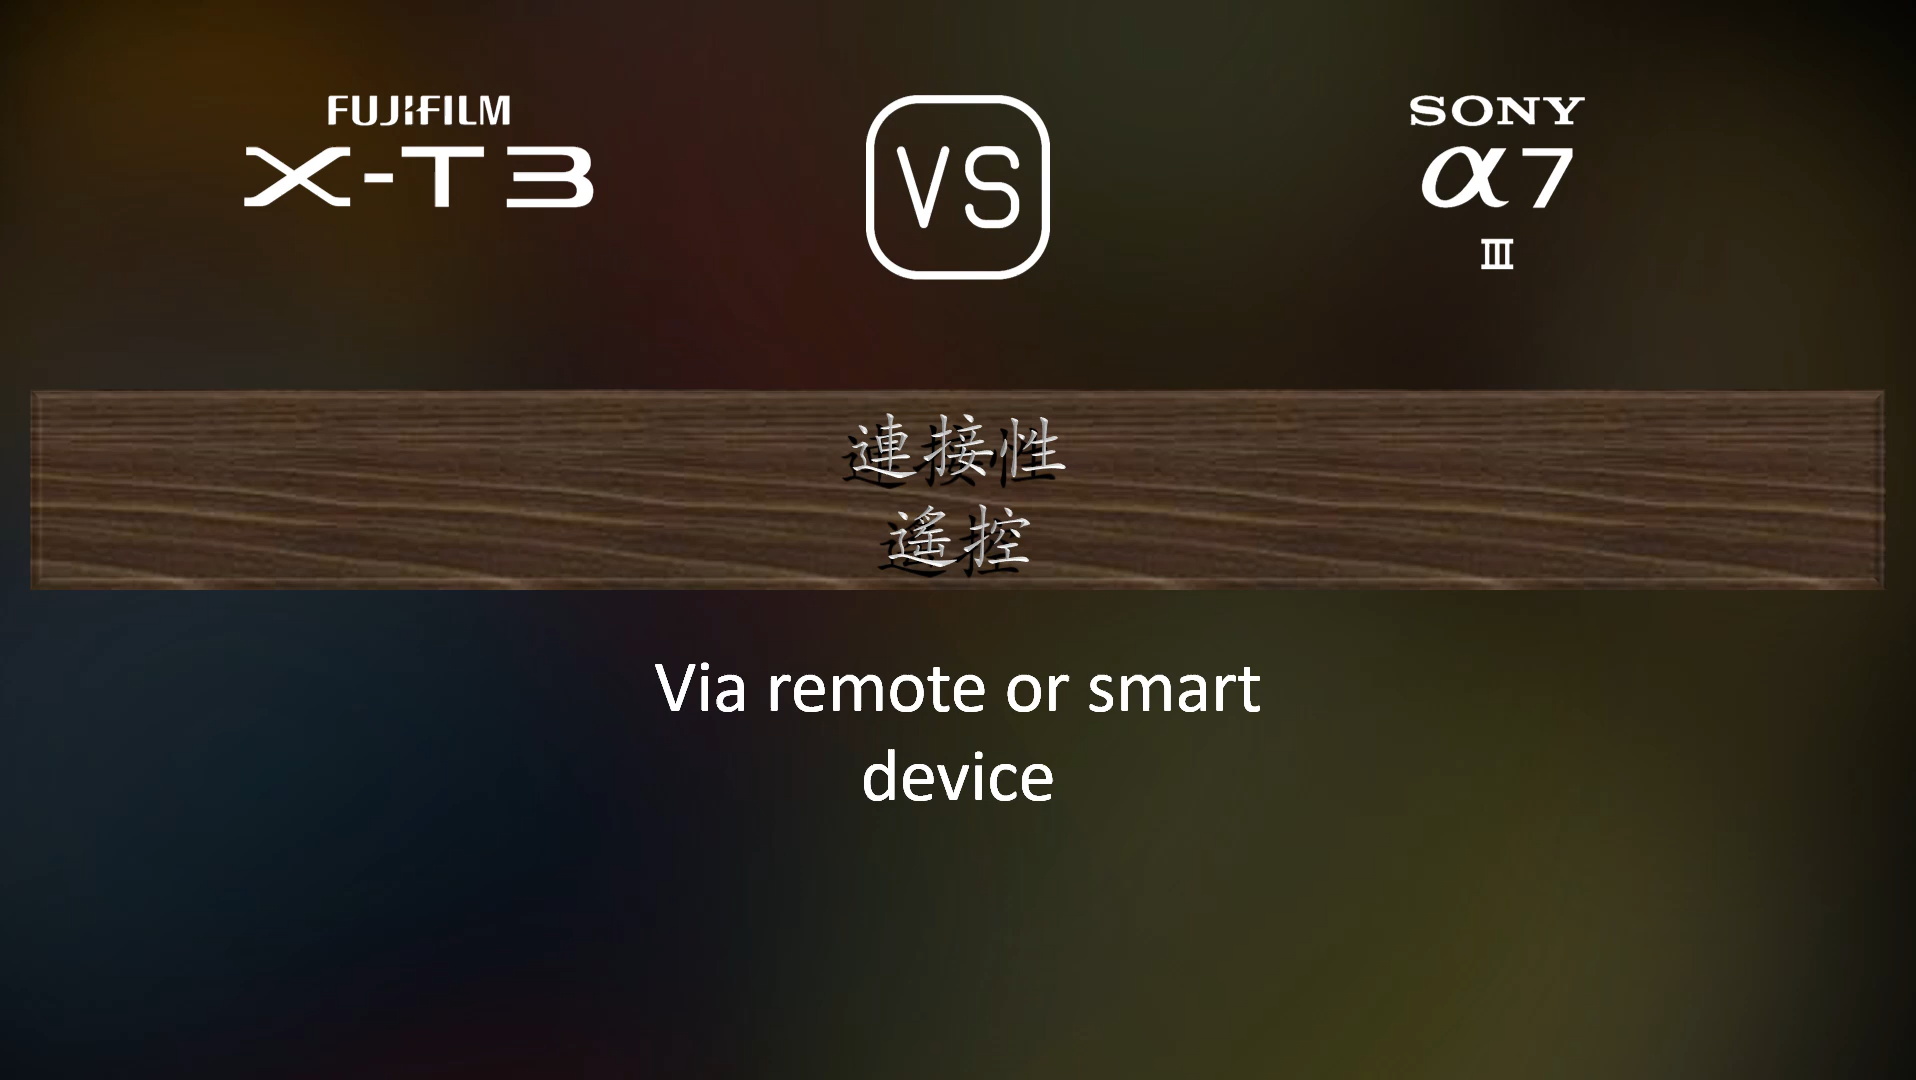 FUJIFILM
X-T3
VS
SONY
α7
III
連接性
遙控
Via remote or smart
device